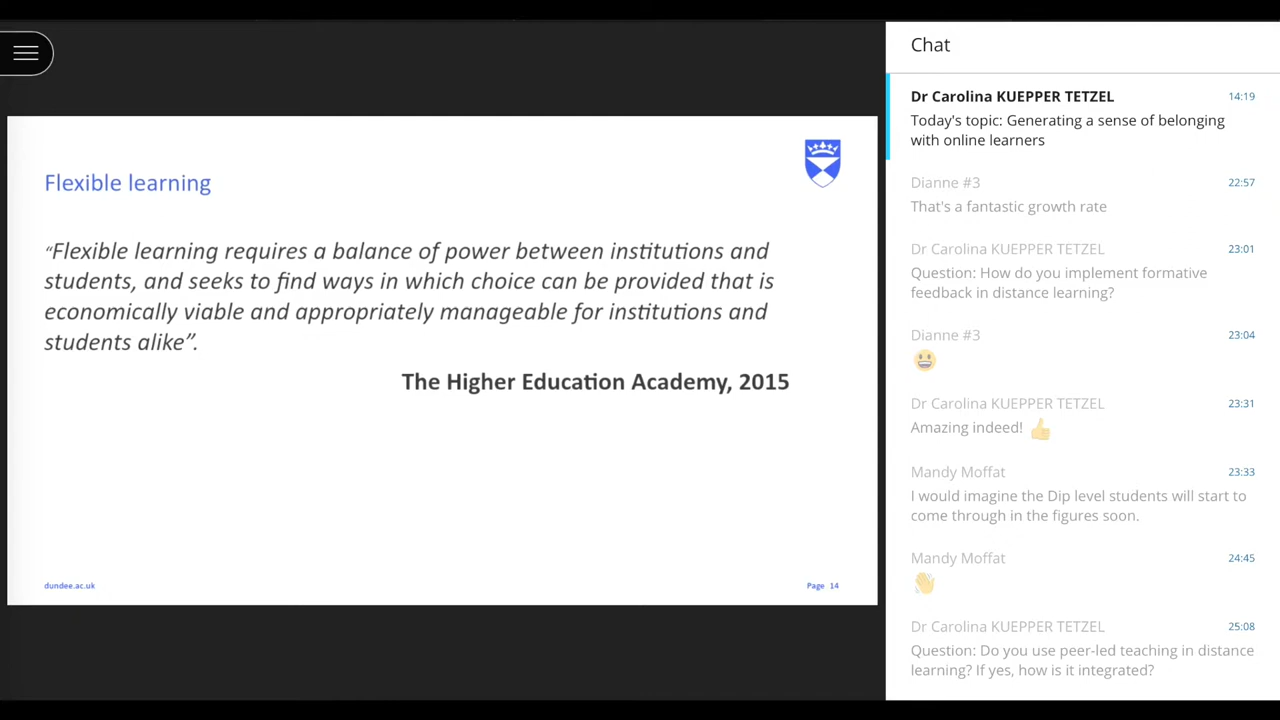 Flexible learning
“Flexible learning requires a balance of power between institutions and
students, and seeks to find ways in which choice can be provided that is
economically viable and appropriately manageable for institutions and
students alike”.
The Higher Education Academy, 2015
dundee.ac.uk
Page 14
Chat
Dr Carolina KUEPPER TETZEL 14:19
Today's topic: Generating a sense of belonging
with online learners
Dianne #3 22:57
That's a fantastic growth rate
Dr Carolina KUEPPER TETZEL 23:01
Question: How do you implement formative
feedback in distance learning?
Dianne #3 23:04
Dr Carolina KUEPPER TETZEL 23:31
Amazing indeed!
Mandy Moffat 23:33
I would imagine the Dip level students will start to
come through in the figures soon.
Mandy Moffat 24:45
Dr Carolina KUEPPER TETZEL 25:08
Question: Do you use peer-led teaching in distance
learning? If yes, how is it integrated?